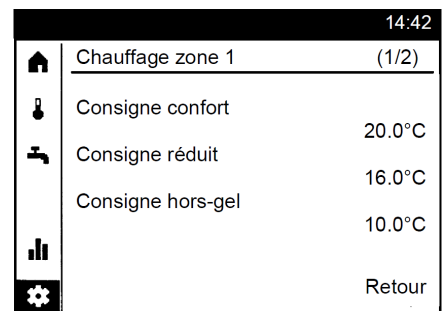 14:42
Chauffage zone 1 (1/2)
Consigne confort
20.0°C
Consigne réduit
16.0°C
Consigne hors-gel
10.0°C
Retour